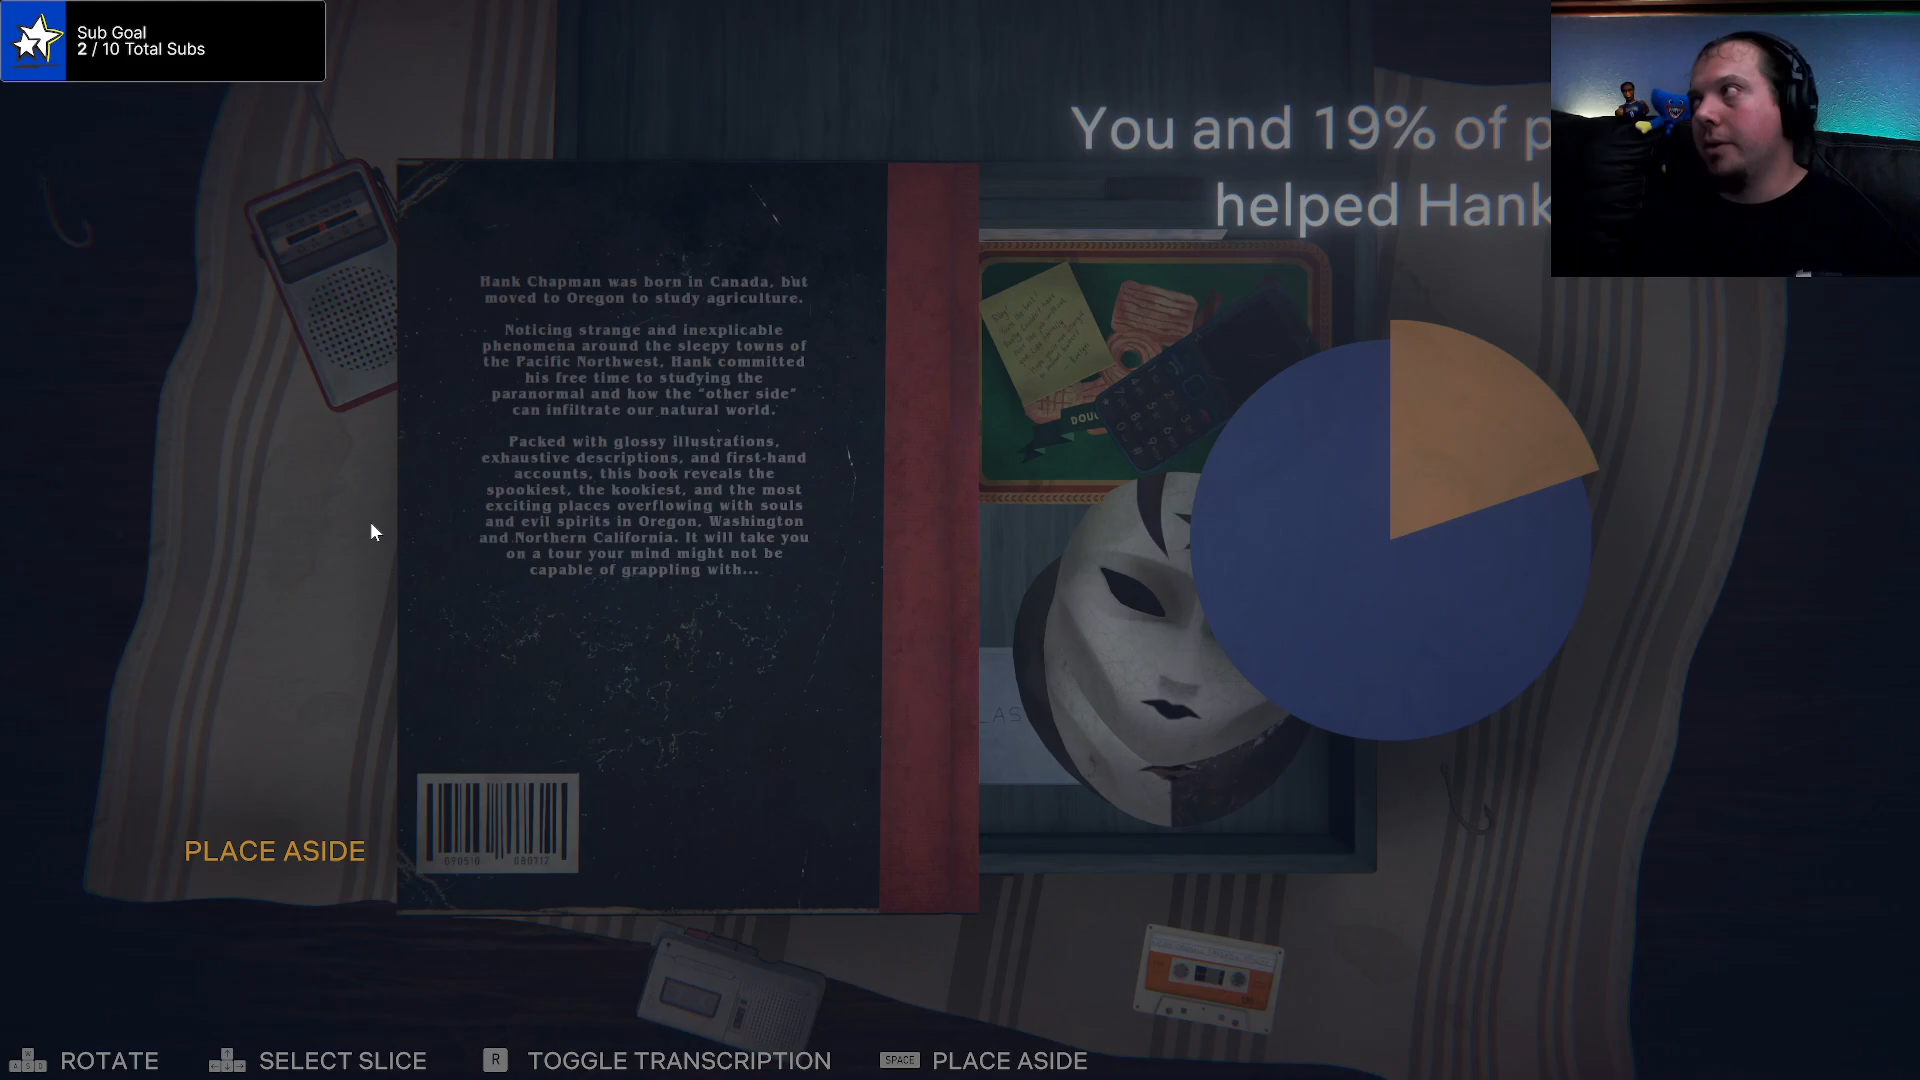 Sub Goal
2 / 10 Total Subs
You and 19% of p
helped Hank
Hank Chapman was born in Canada, but
moved to Oregon to study agriculture.
Noticing strange and inexplicable
phenomena around the sleepy towns of
the Pacific Northwest, Hank committed
his free time to studying the
paranormal and how the "other side"
can infiltrate our natural world.
Packed with glossy illustrations,
exhaustive descriptions, and first-hand
accounts, this book reveals the
spookiest, the kookiest, and the most
exciting places overflowing with souls
and evil spirits in Oregon, Washington
and Northern California. It will take you
on a tour your mind might not be
capable of grappling with...
DOU
_AS
090510 080712
PLACE ASIDE
ROTATE
SELECT SLICE
R TOGGLE TRANSCRIPTION
SPACE PLACE ASIDE